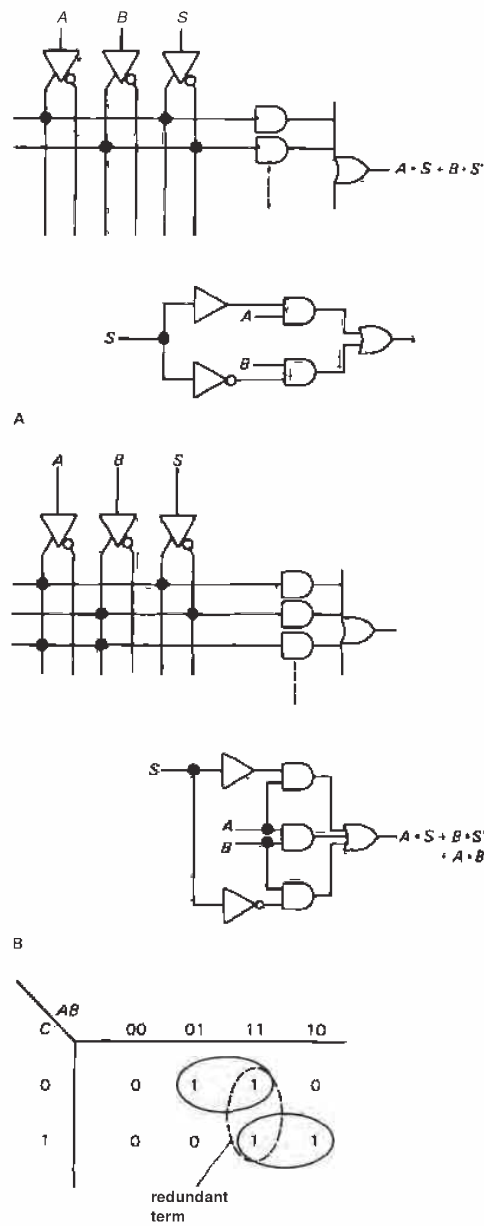 A B S
A • S + B • S'
S
A
B
A
A B S
S
A
B
A • S + B • S'
+ A • B
B
AB
C 00 01 11 10
0 0 1 1 0
1 0 0 1 1
redundant
term